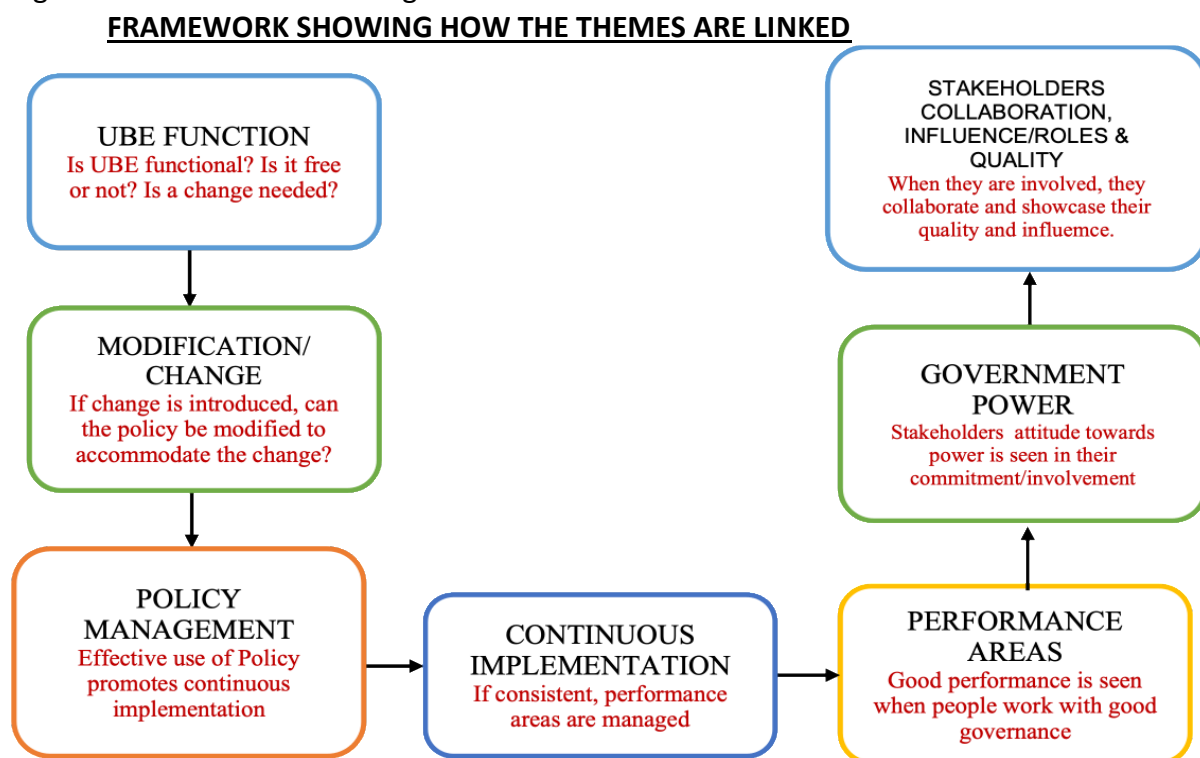 FRAMEWORK SHOWING HOW THE THEMES ARE LINKED
UBE FUNCTION
Is UBE functional? Is it free
or not? Is a change needed?
MODIFICATION/
CHANGE
If change is introduced, can
the policy be modified to
accommodate the change?
POLICY
MANAGEMENT
Effective use of Policy
promotes continuous
implementation
CONTINUOUS
IMPLEMENTATION
If consistent, performance
areas are managed
PERFORMANCE
AREAS
Good performance is seen
when people work with good
governance
GOVERNMENT
POWER
Stakeholders attitude towards
power is seen in their
commitment/involvement
STAKEHOLDERS
COLLABORATION,
INFLUENCE/ROLES &
QUALITY
When they are involved, they
collaborate and showcase their
quality and influemce.